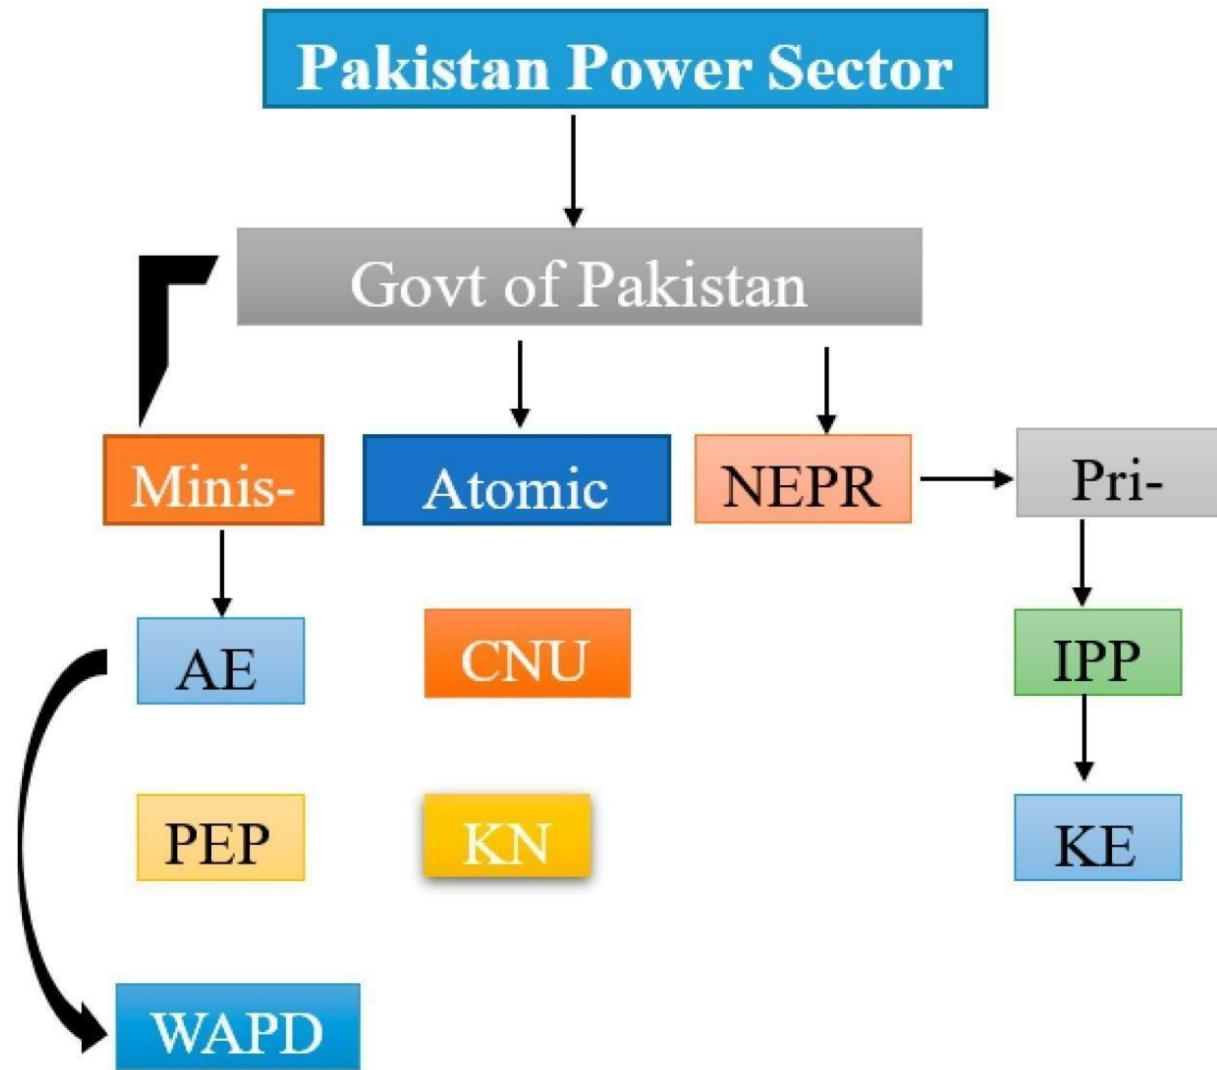 Pakistan Power Sector
Govt of Pakistan
Minis-
Atomic
NEPR
Pri-
AE
CNU
IPP
PEP
KN
KE
WAPD